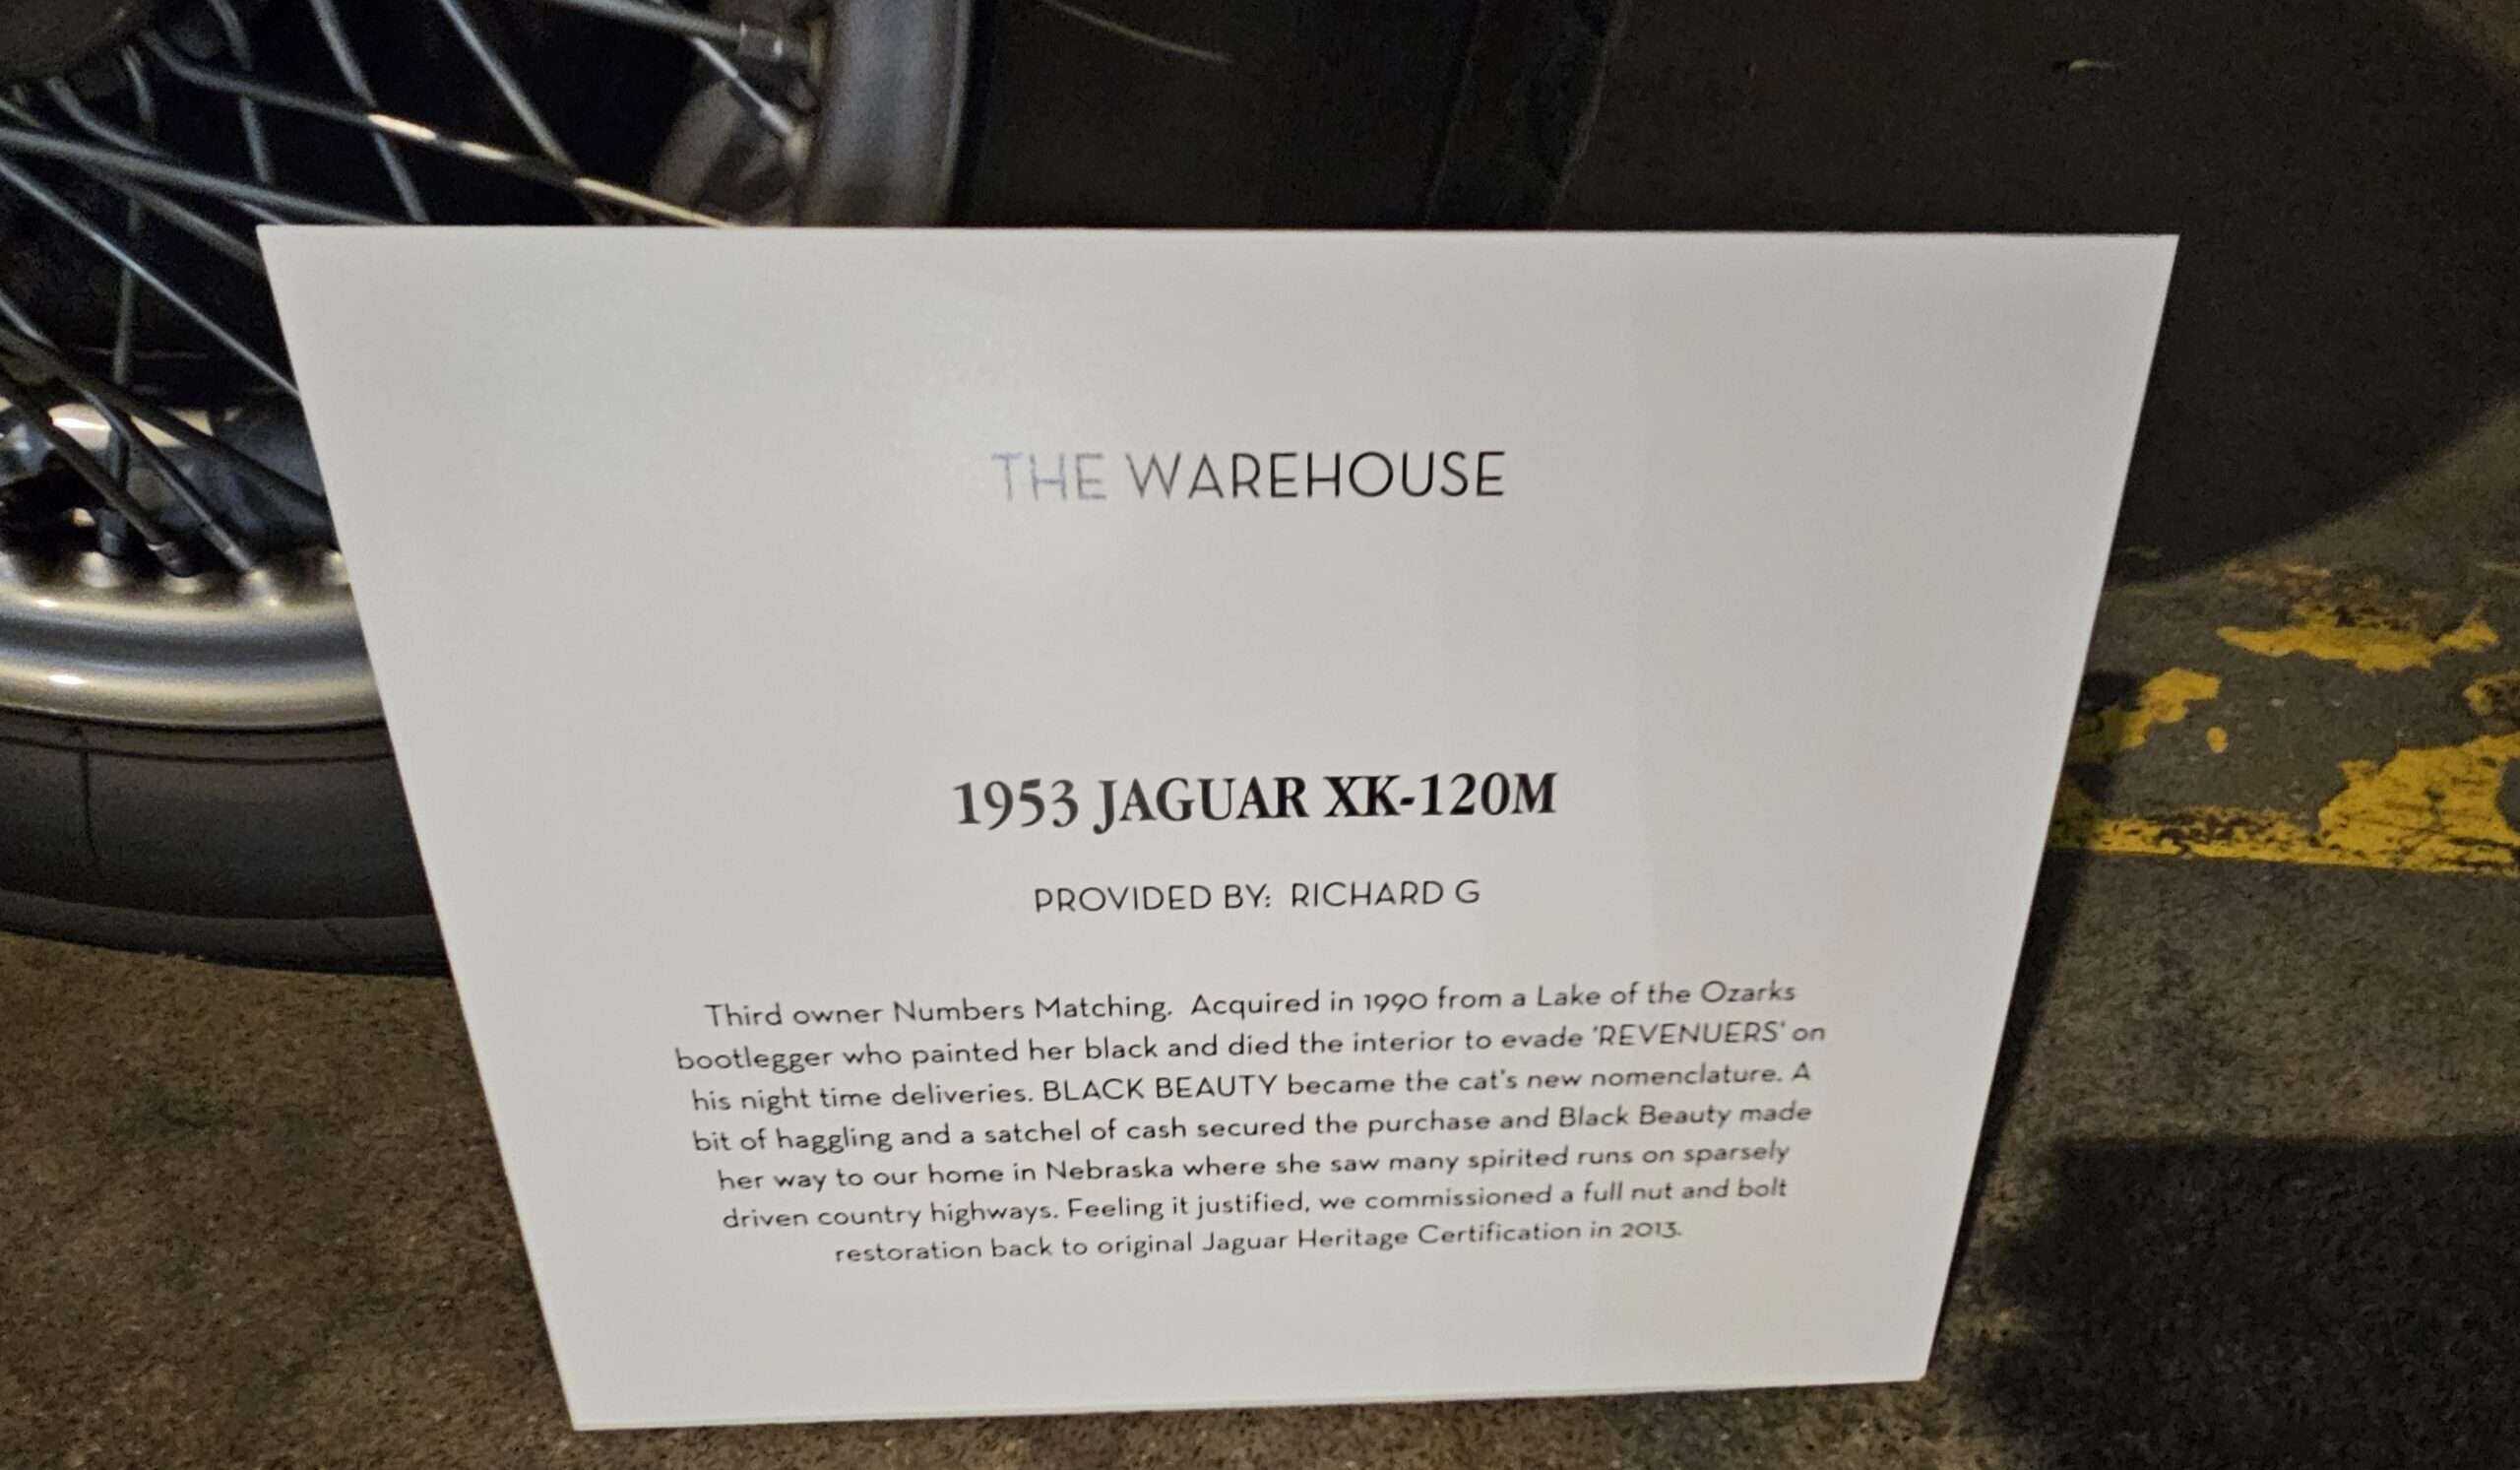 THE WAREHOUSE
1953 JAGUAR XK-120M
PROVIDED BY: RICHARD G
Third owner Numbers Matching. Acquired in 1990 from a Lake of the Ozarks
bootlegger who painted her black and died the interior to evade 'REVENUERS' on
his night time deliveries. BLACK BEAUTY became the cat's new nomenclature. A
bit of haggling and a satchel of cash secured the purchase and Black Beauty made
her way to our home in Nebraska where she saw many spirited runs on sparsely
driven country highways. Feeling it justified, we commissioned a full nut and bolt
restoration back to original Jaguar Heritage Certification in 2013.